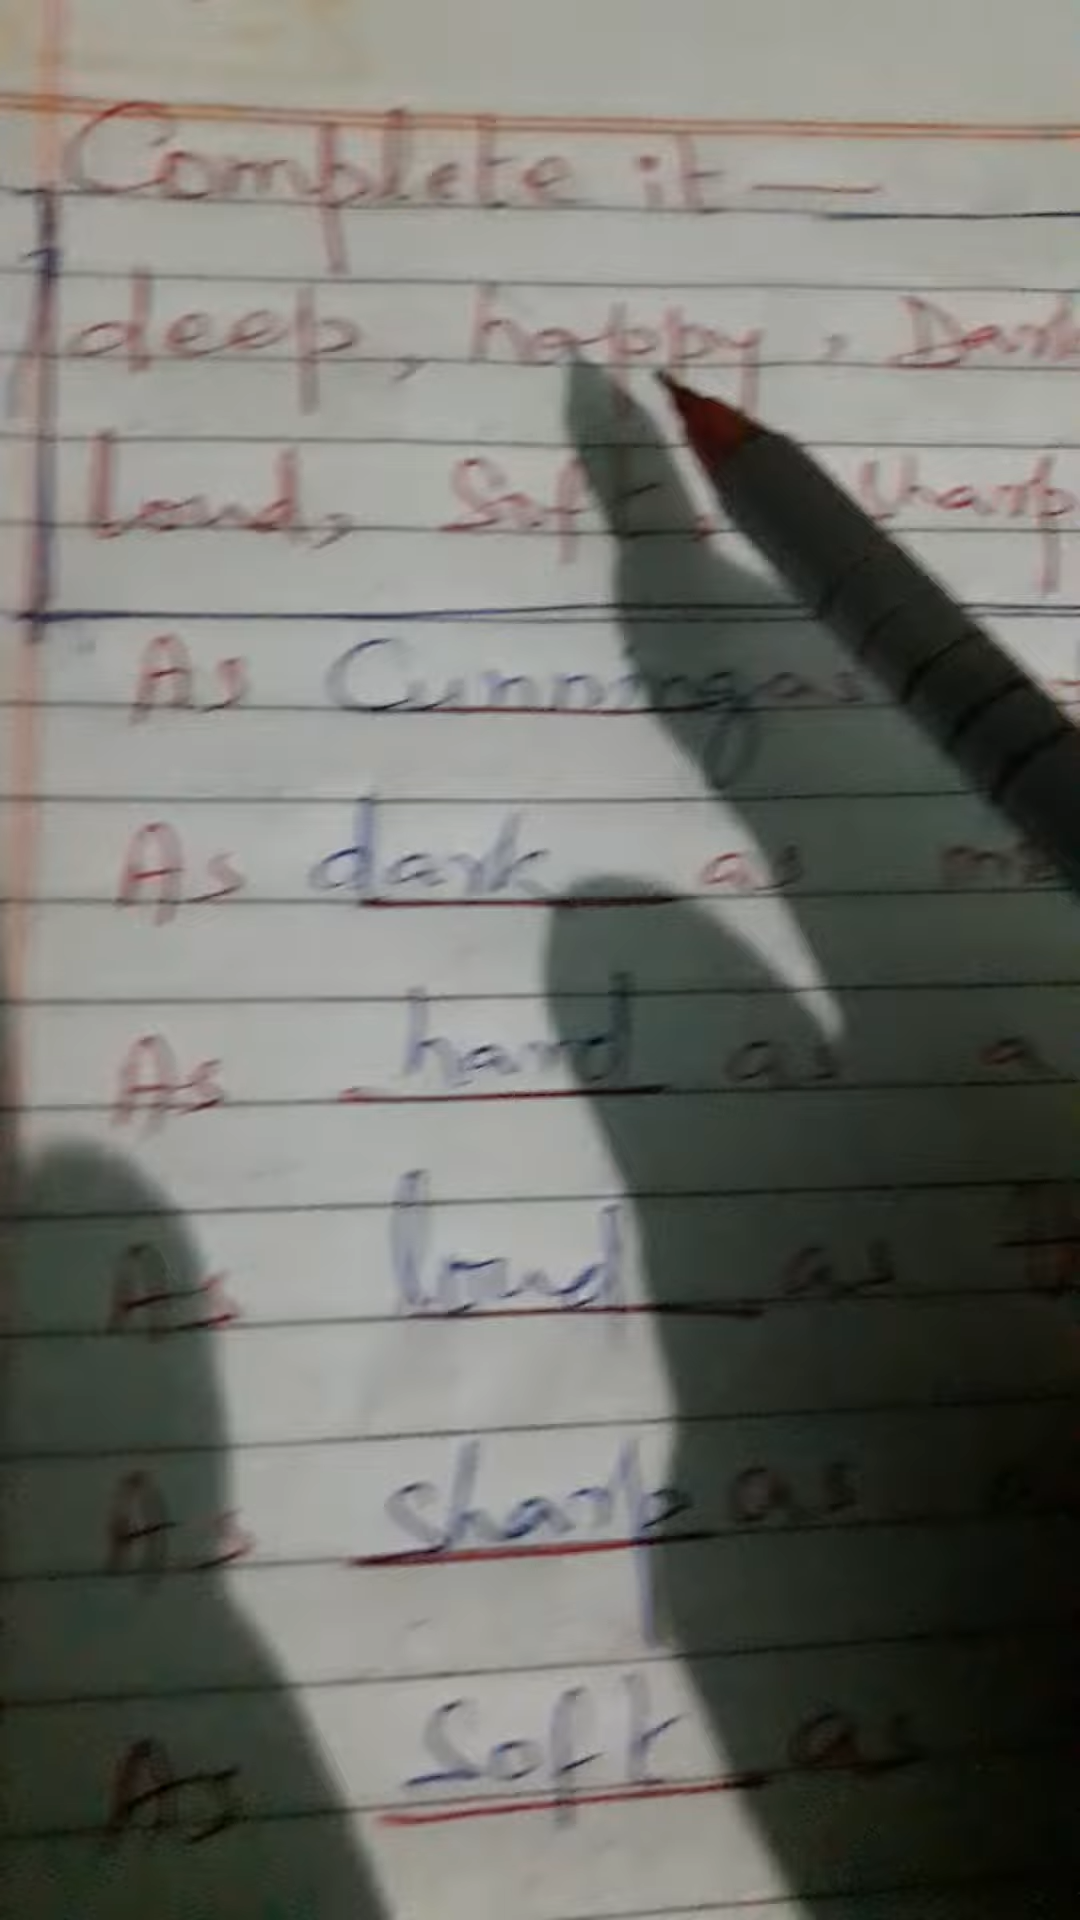 Complete it —
deep, happy, Dark
loud, Soft, sharp
As Cunning as
As dark as
As hard as a
As loud as
As sharp as
As Soft as